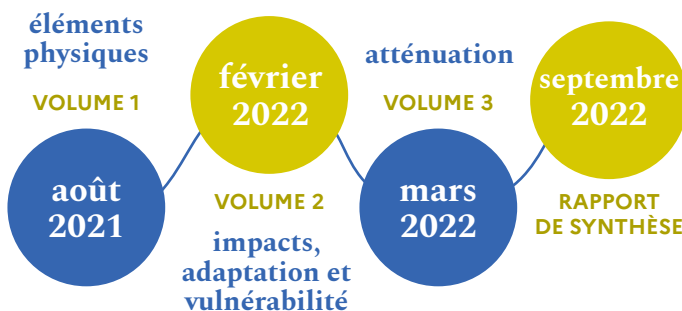 éléments
physiques
VOLUME 1
août
2021
février
2022
VOLUME 2
impacts,
adaptation et
vulnérabilité
atténuation
VOLUME 3
mars
2022
septembre
2022
RAPPORT
DE SYNTHÈSE